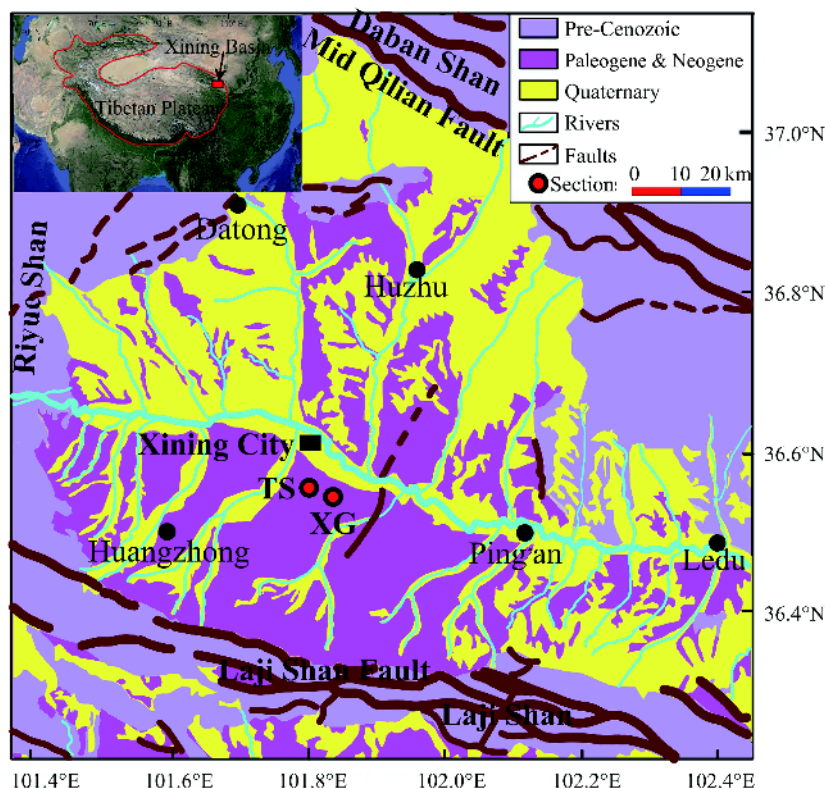 Xining Basin
Tibetan Plateau
Daban Shan
Mid Qilian Fault
Pre-Cenozoic
Paleogene & Neogene
Quaternary
Rivers
Faults
Section:
0 10 20 km
Riyue Shan
Datong
Huzhu
Xining City
TS
XG
Huangzhong
Ping'an
Ledu
Laji Shan Fault
Laji Shan
37.0°N
36.8°N
36.6°N
36.4°N
101.4°E 101.6°E 101.8°E 102.0°E 102.2°E 102.4°E